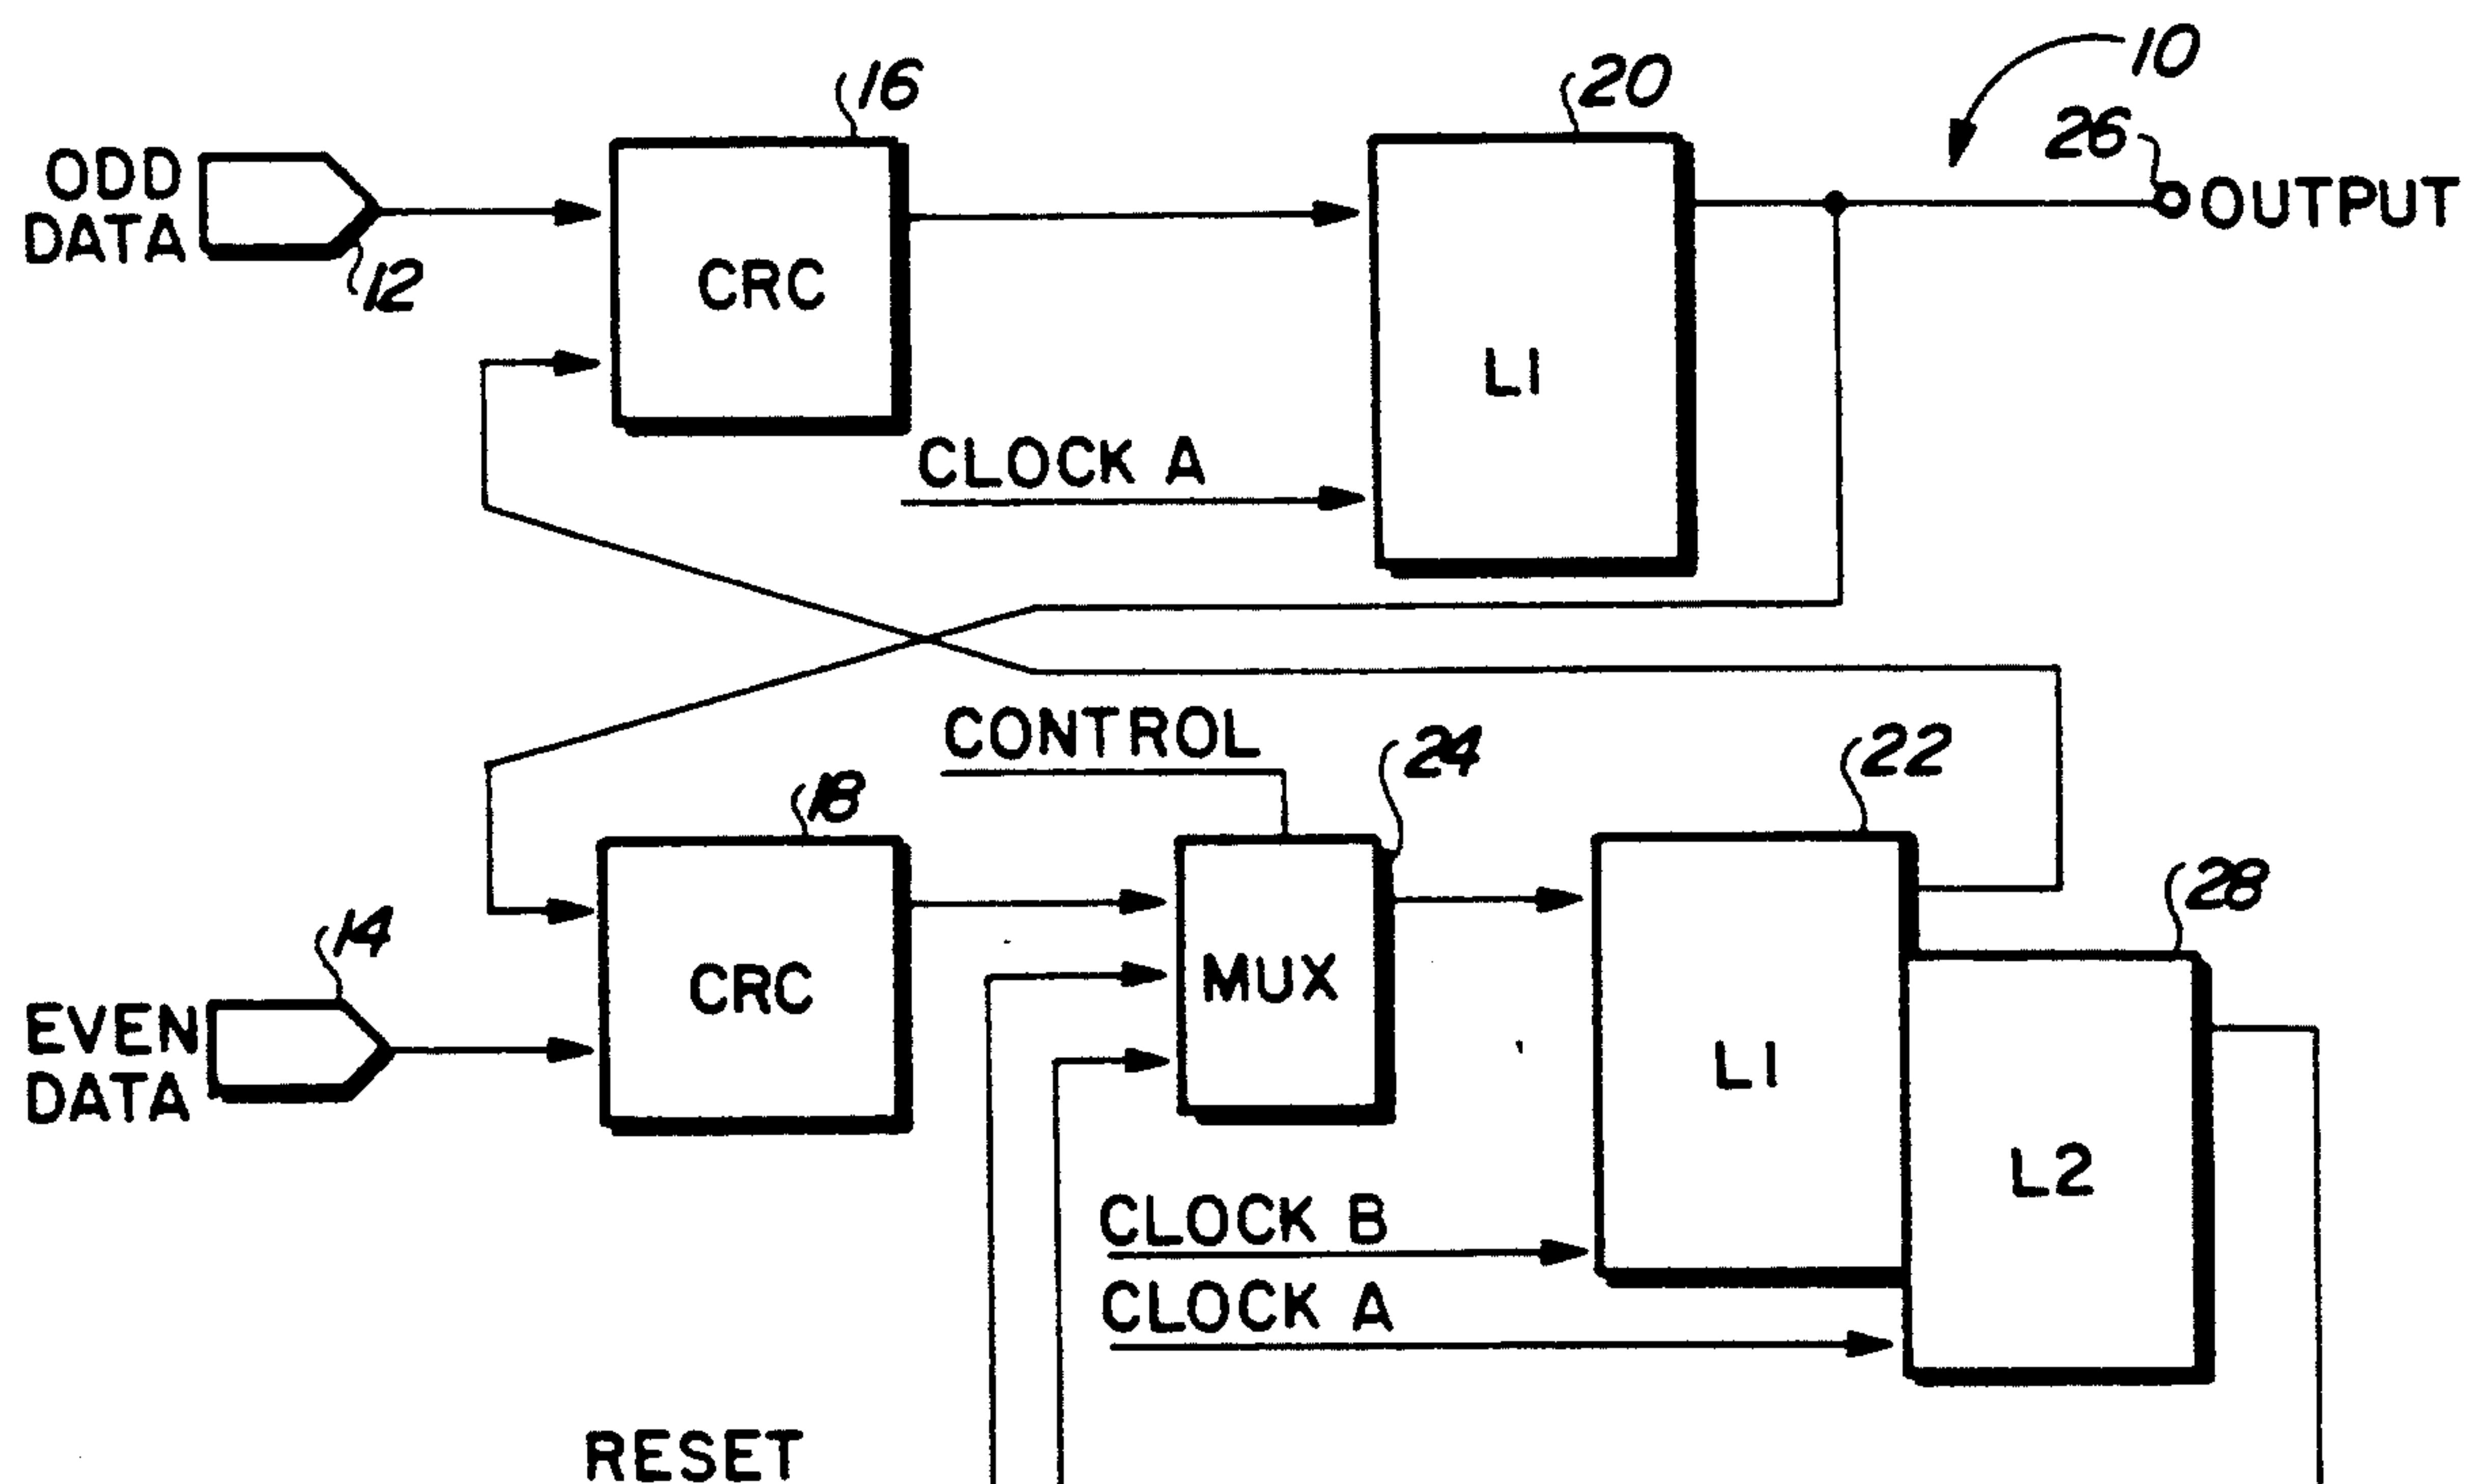 10
16
20
26
ODD
DATA
OUTPUT
12
CRC
L1
CLOCK A
CONTROL
24
22
18
28
14
EVEN
DATA
CRC
MUX
L1
L2
CLOCK B
CLOCK A
RESET